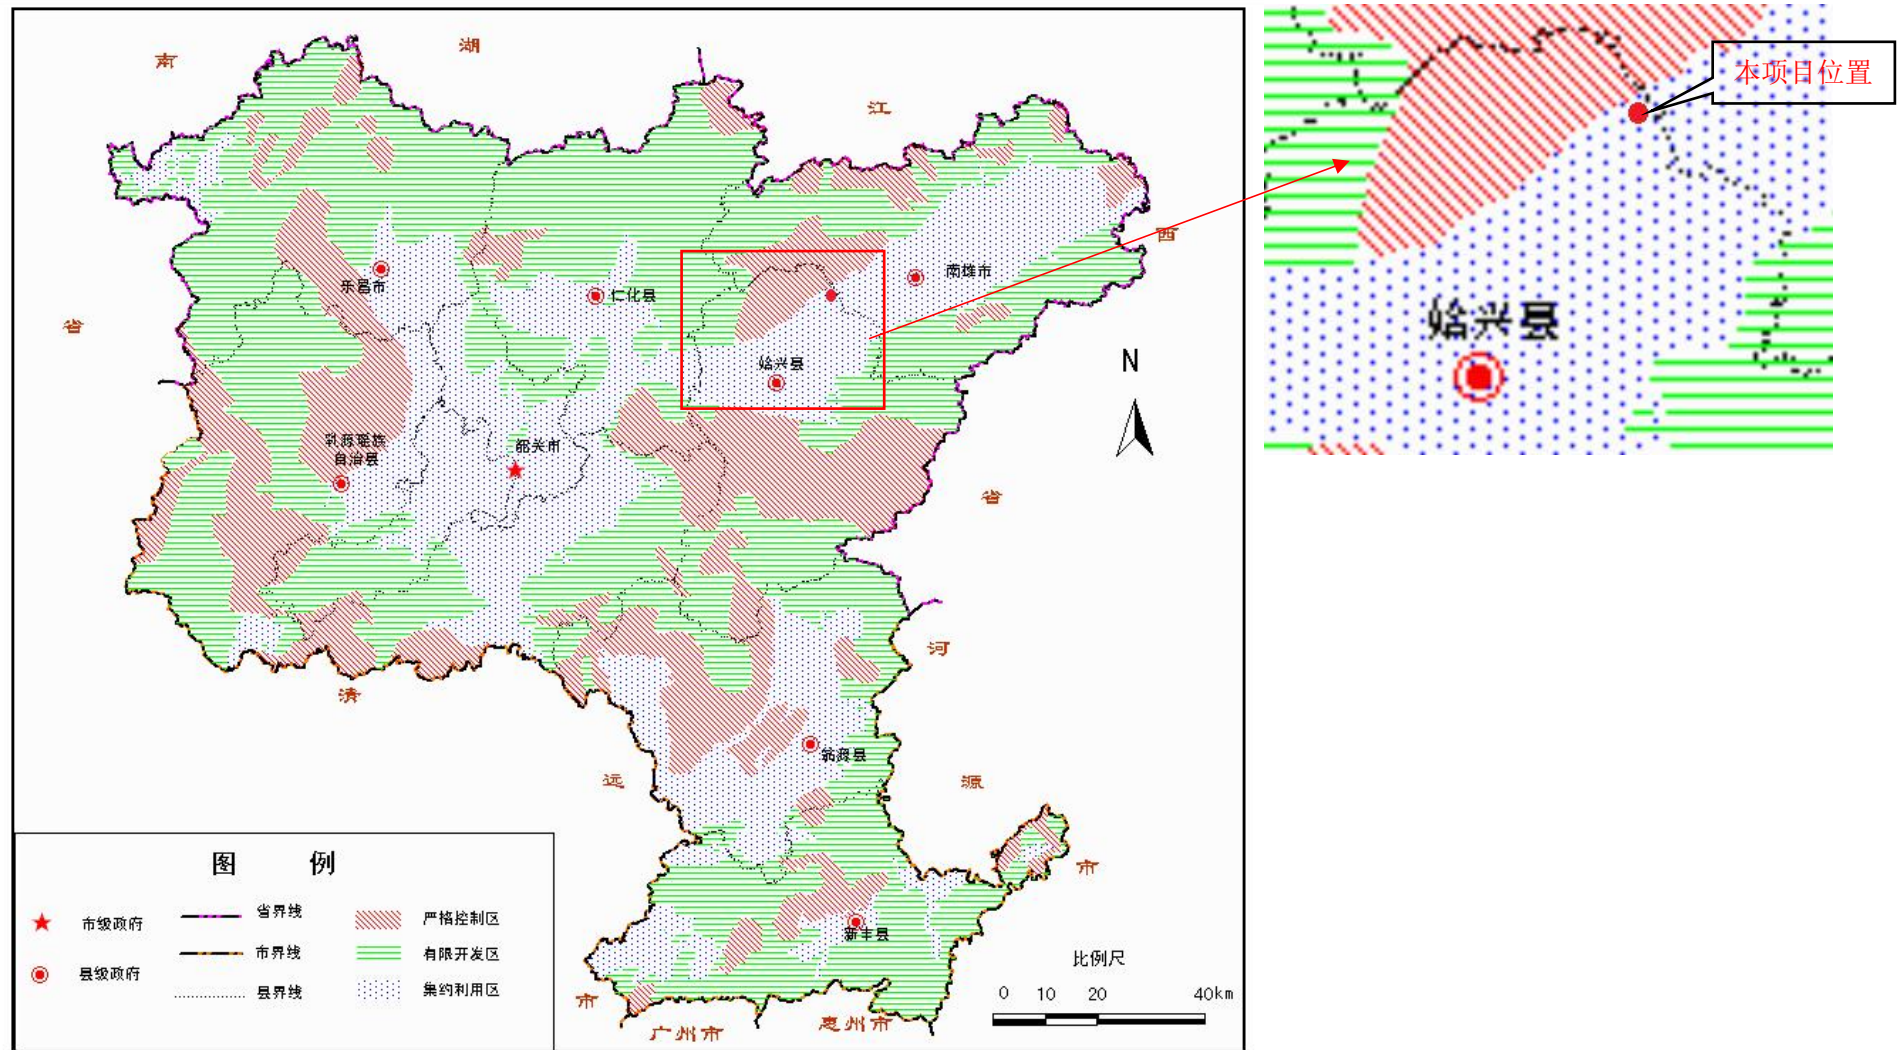 湖
南
江
西
省
乐昌市
仁化县
南雄市
始兴县
N
乳源瑶族
自治县
韶关市
省
河
清
远
翁源县
源
市
新丰县
市
广州市
惠州市
图 例
市级政府
县级政府
省界线
市界线
县界线
严格控制区
有限开发区
集约利用区
比例尺
0 10 20 40km
本项目位置
始兴县